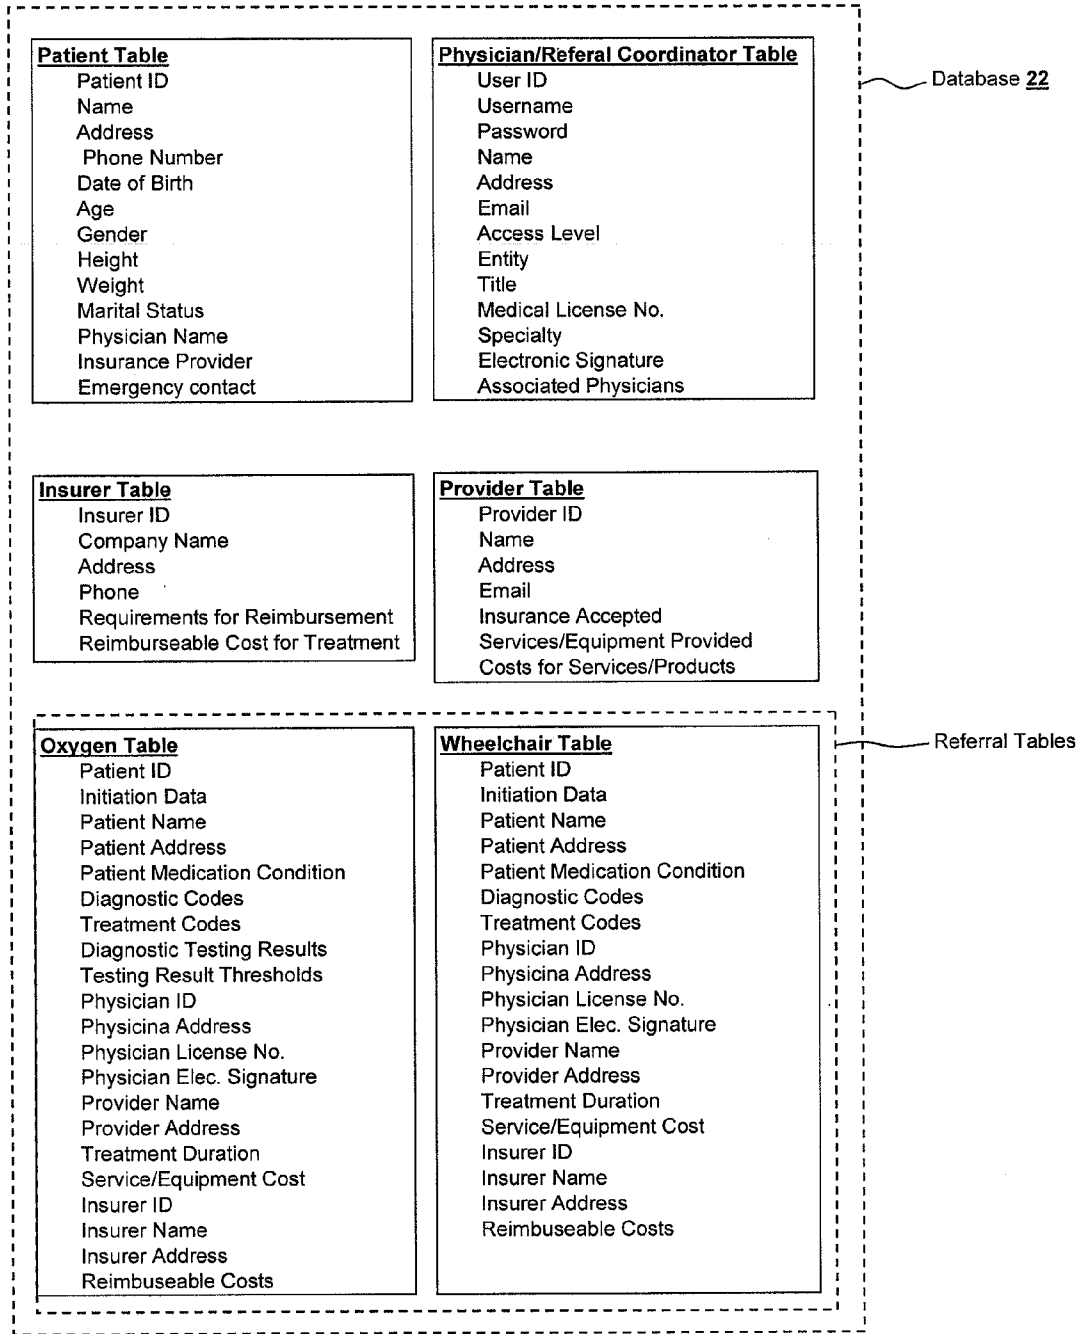 Patient Table
Patient ID
Name
Address
Phone Number
Date of Birth
Age
Gender
Height
Weight
Marital Status
Physician Name
Insurance Provider
Emergency contact
Physician/Referal Coordinator Table
User ID
Username
Password
Name
Address
Email
Access Level
Entity
Title
Medical License No.
Specialty
Electronic Signature
Associated Physicians
Database 22
Insurer Table
Insurer ID
Company Name
Address
Phone
Requirements for Reimbursement
Reimburseable Cost for Treatment
Provider Table
Provider ID
Name
Address
Email
Insurance Accepted
Services/Equipment Provided
Costs for Services/Products
Oxygen Table
Patient ID
Initiation Data
Patient Name
Patient Address
Patient Medication Condition
Diagnostic Codes
Treatment Codes
Diagnostic Testing Results
Testing Result Thresholds
Physician ID
Physicina Address
Physician License No.
Physician Elec. Signature
Provider Name
Provider Address
Treatment Duration
Service/Equipment Cost
Insurer ID
Insurer Name
Insurer Address
Reimbuseable Costs
Wheelchair Table
Patient ID
Initiation Data
Patient Name
Patient Address
Patient Medication Condition
Diagnostic Codes
Treatment Codes
Physician ID
Physicina Address
Physician License No.
Physician Elec. Signature
Provider Name
Provider Address
Treatment Duration
Service/Equipment Cost
Insurer ID
Insurer Name
Insurer Address
Reimbuseable Costs
Referral Tables